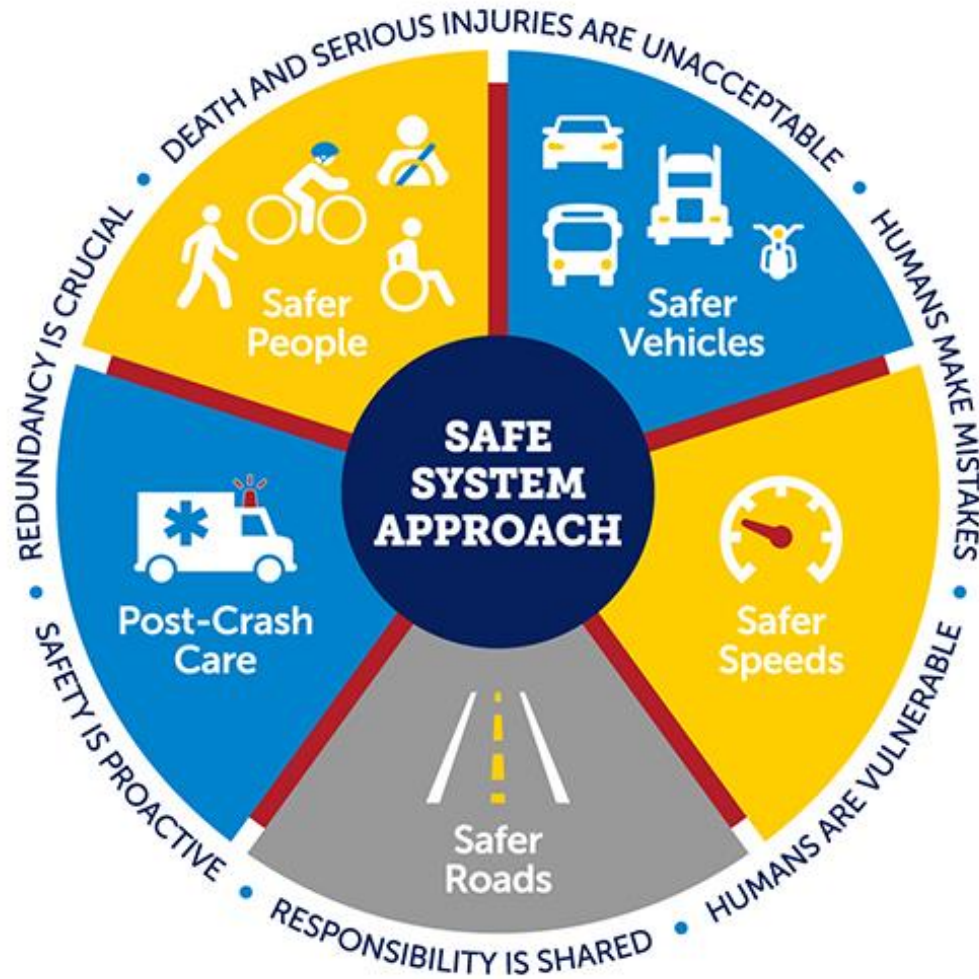 DEATH AND SERIOUS INJURIES ARE UNACCEPTABLE
HUMANS MAKE MISTAKES
HUMANS ARE VULNERABLE
RESPONSIBILITY IS SHARED
SAFETY IS PROACTIVE
REDUNDANCY IS CRUCIAL
Safer
People
Safer
Vehicles
SAFE
SYSTEM
APPROACH
Safer
Speeds
Post-Crash
Care
Safer
Roads